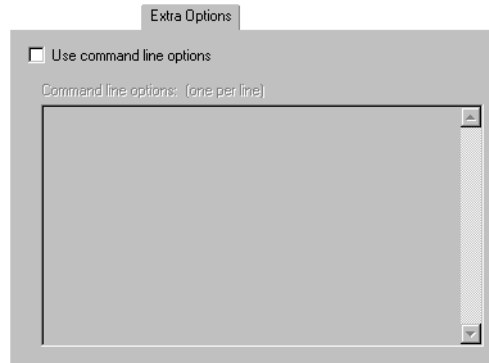 Extra Options
Use command line options
Command line options: (one per line)